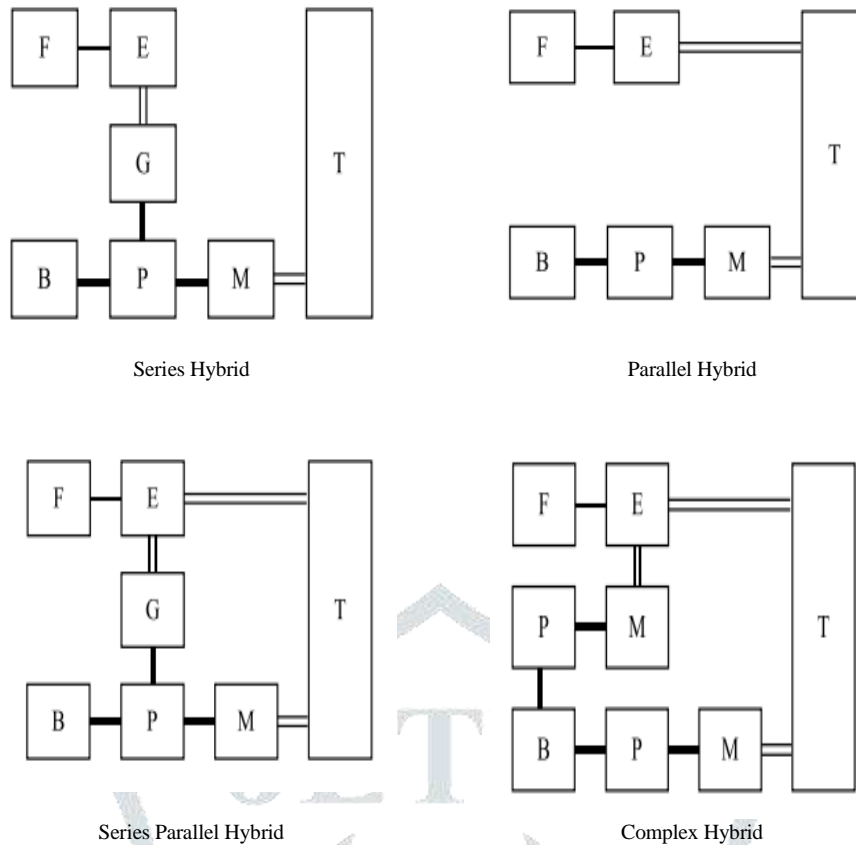 F E
G
T
B P M
Series Hybrid
F E
T
B P M
Parallel Hybrid
F E
G
T
B P M
Series Parallel Hybrid
F E
P M
T
B P M
Complex Hybrid